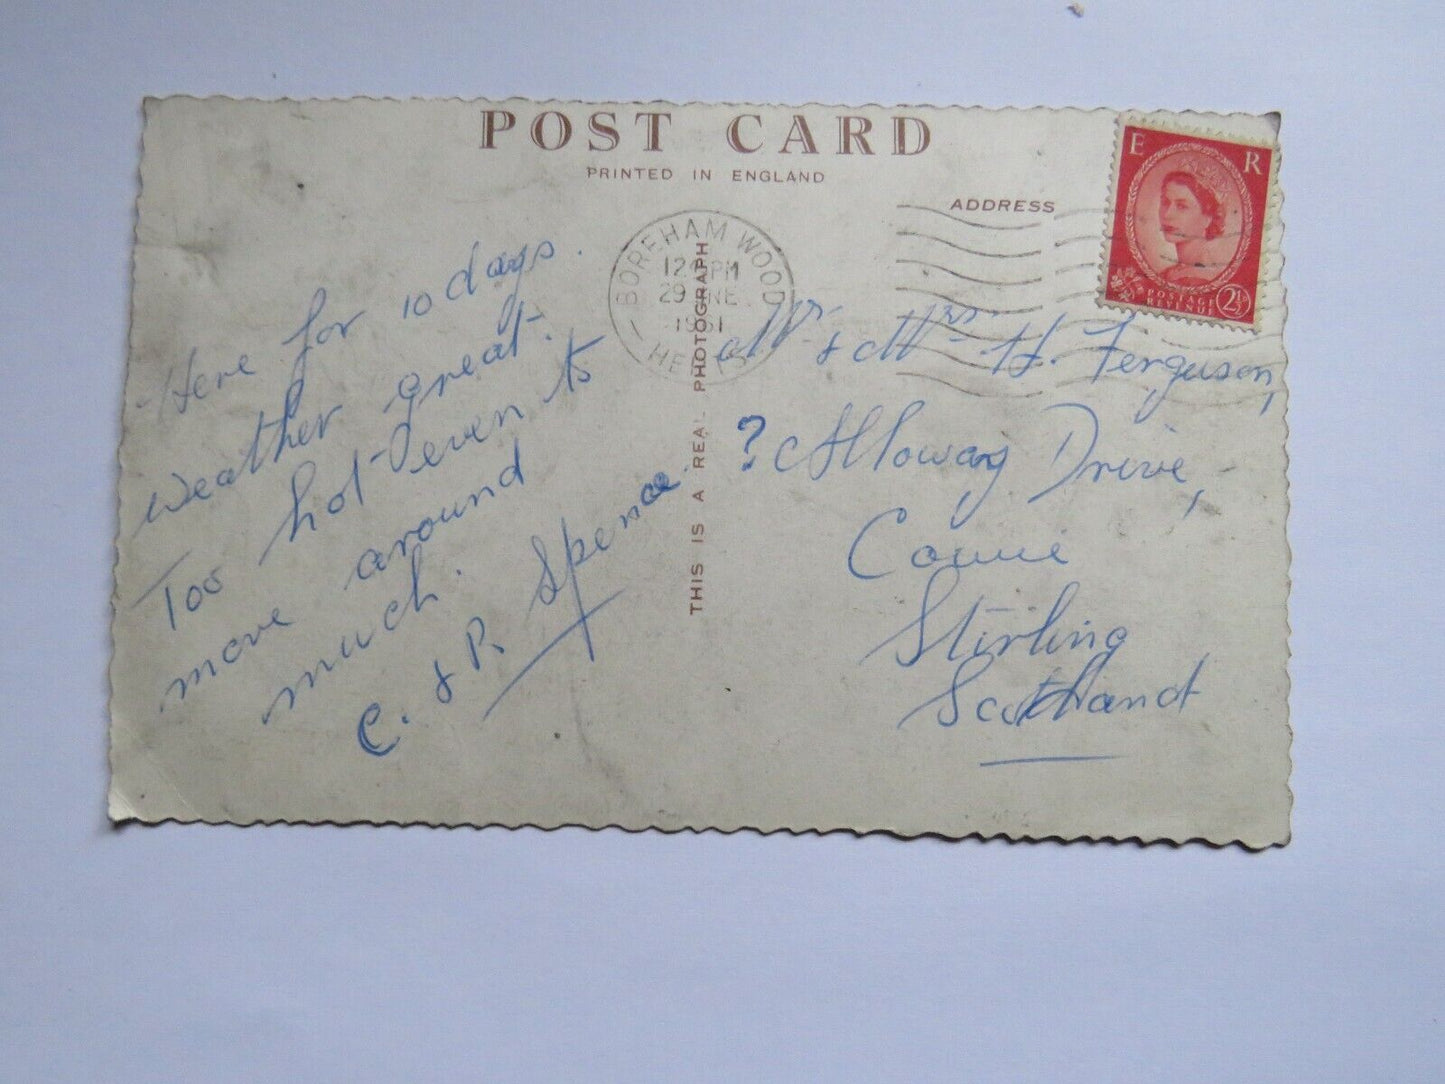 POST CARD
PRINTED IN ENGLAND
ADDRESS
E R
POSTAGE
REVENUE
2½D
BOREHAM WOOD
12 PM
29 JNE
1961
HERTS
THIS IS A REAL PHOTOGRAPH
Here for 10 days.
Weather great.
Too hot even to
move around
much.
C. & P. Spence
Mr. & Mrs. H. Ferguson,
? Alloway Drive,
Cowie
Stirling
Scotland